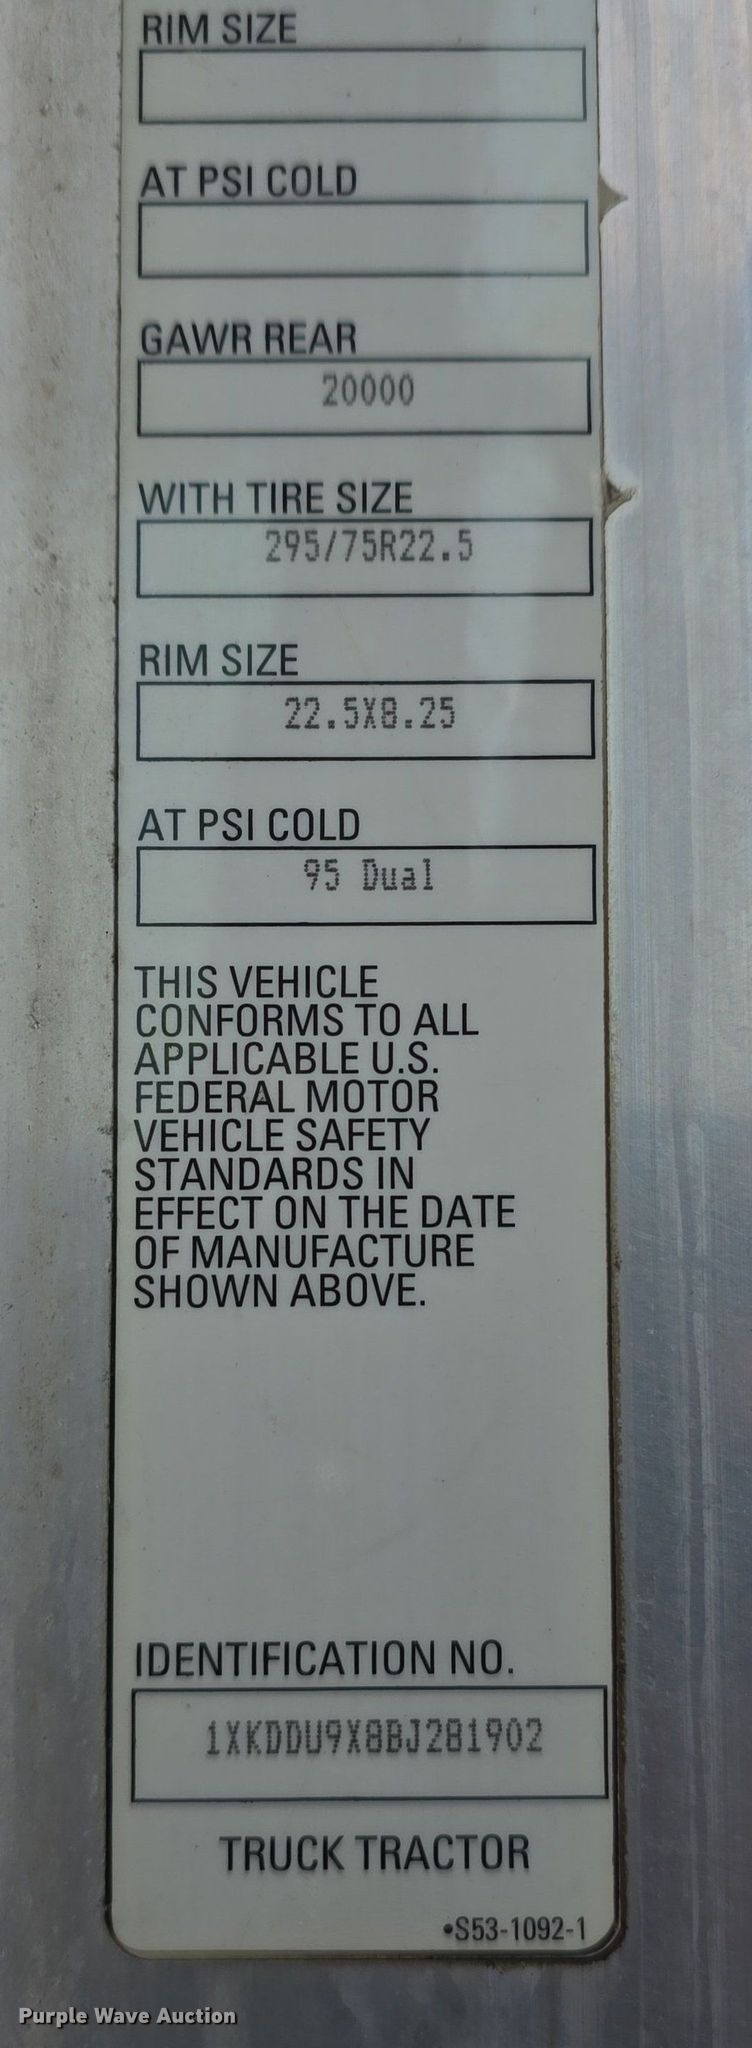 RIM SIZE
AT PSI COLD
GAWR REAR
20000
WITH TIRE SIZE
295/75R22.5
RIM SIZE
22.5X8.25
AT PSI COLD
95 Dual
THIS VEHICLE
CONFORMS TO ALL
APPLICABLE U.S.
FEDERAL MOTOR
VEHICLE SAFETY
STANDARDS IN
EFFECT ON THE DATE
OF MANUFACTURE
SHOWN ABOVE.
IDENTIFICATION NO.
1XKDDU9X8BJ281902
TRUCK TRACTOR
•S53-1092-1
Purple Wave Auction